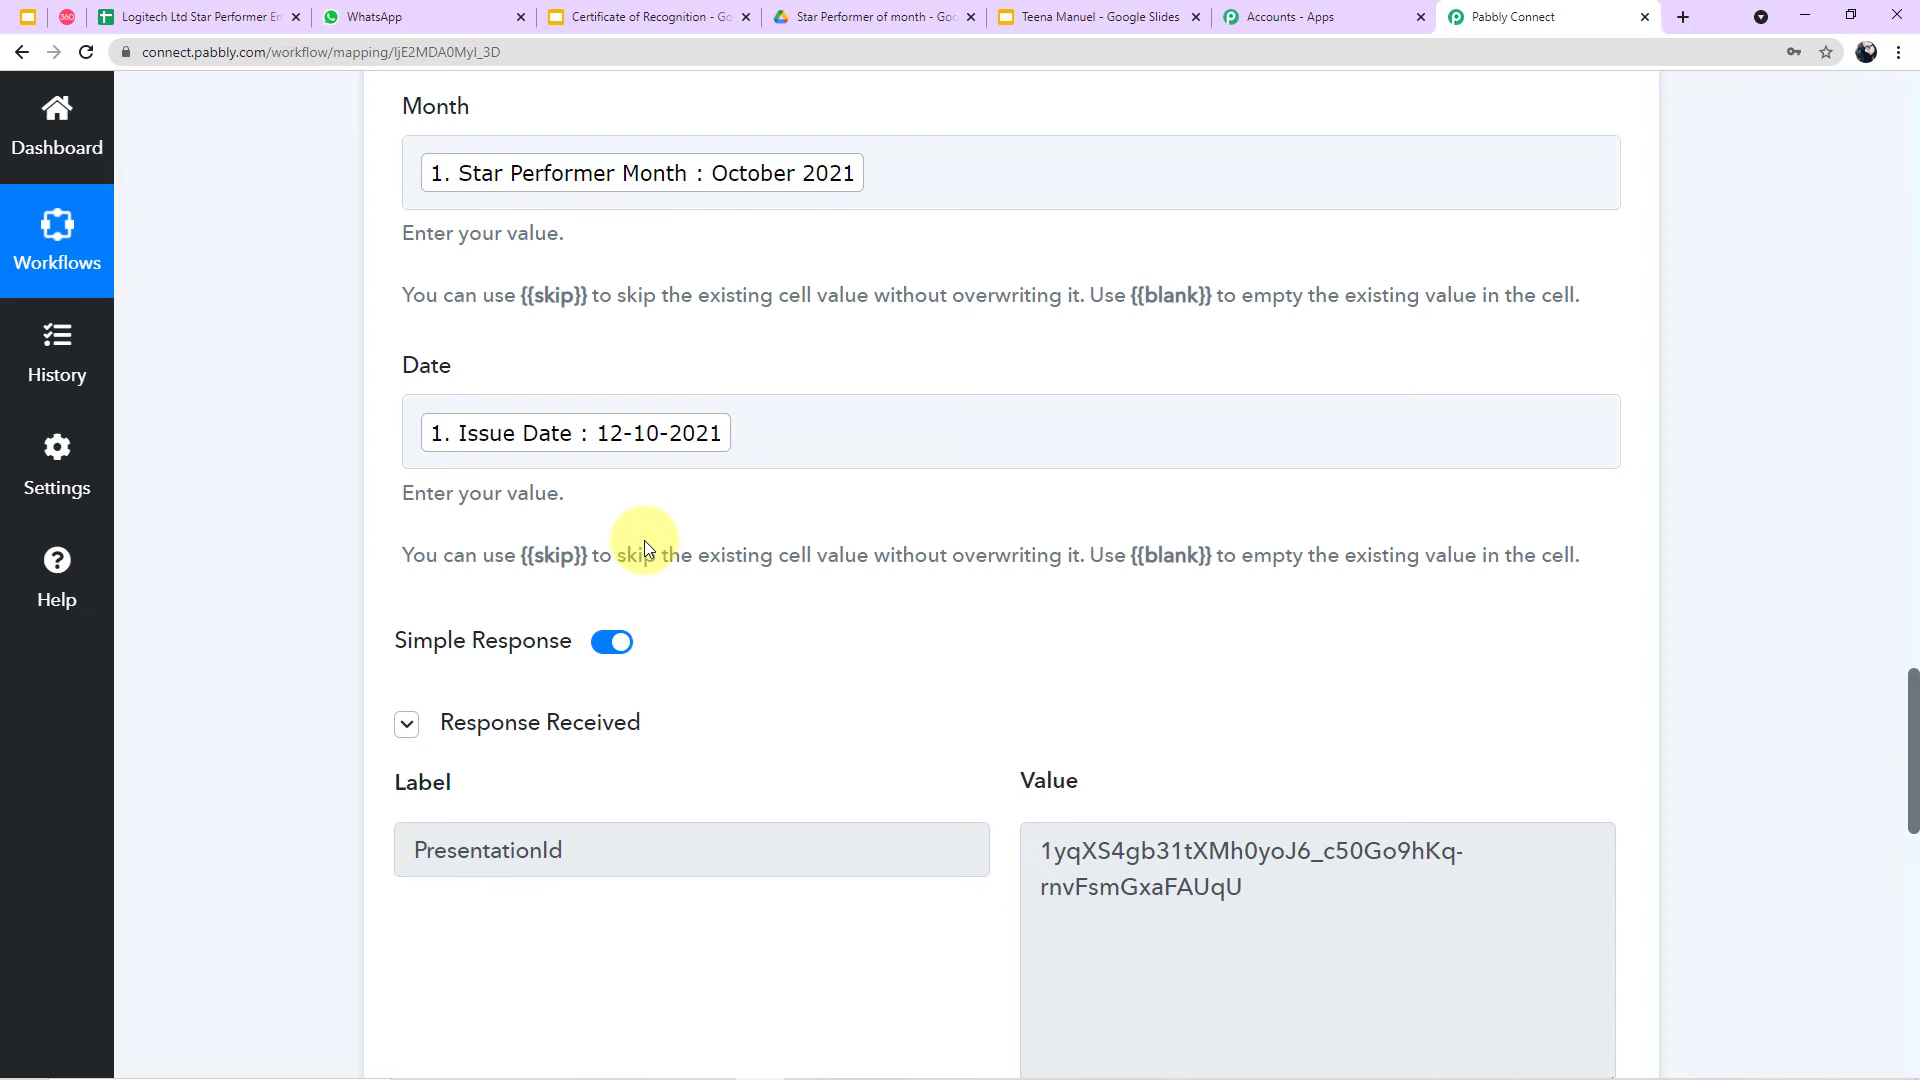 Logitech Ltd Star Performer Em
WhatsApp
Certificate of Recognition - Go
Star Performer of month - Goo
Teena Manuel - Google Slides
Accounts - Apps
Pabbly Connect
connect.pabbly.com/workflow/mapping/IjE2MDA0MyI_3D
Dashboard
Workflows
History
Settings
Help
Month
1. Star Performer Month : October 2021
Enter your value.
You can use {{skip}} to skip the existing cell value without overwriting it. Use {{blank}} to empty the existing value in the cell.
Date
1. Issue Date : 12-10-2021
Enter your value.
You can use {{skip}} to skip the existing cell value without overwriting it. Use {{blank}} to empty the existing value in the cell.
Simple Response
Response Received
Label
Value
PresentationId
1yqXS4gb31tXMh0yoJ6_c50Go9hKq-
rnvFsmGxaFAUqU